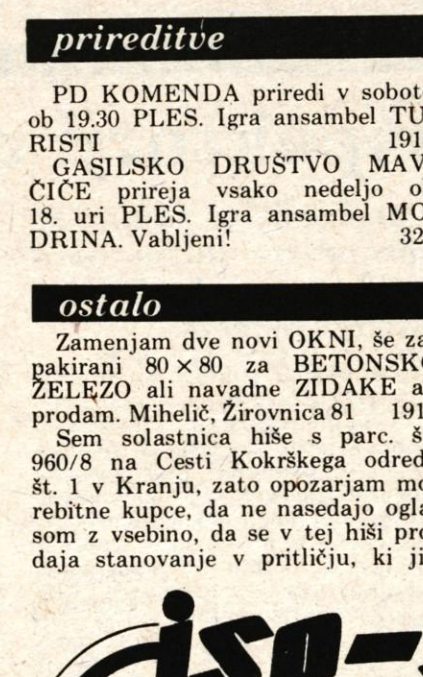 prireditve
PD KOMENDA priredi v sobot
ob 19.30 PLES. Igra ansambel TU
RISTI 191
GASILSKO DRUŠTVO MAV
ČIČE prireja vsako nedeljo o
18. uri PLES. Igra ansambel MO
DRINA. Vabljeni! 32
ostalo
Zamenjam dve novi OKNI, še za
pakirani 80 × 80 za BETONSKO
ŽELEZO ali navadne ZIDAKE a
prodam. Mihelič, Žirovnica 81 191
Sem solastnica hiše s parc. š
960/8 na Cesti Kokrškega odred
št. 1 v Kranju, zato opozarjam mo
rebitne kupce, da ne nasedajo ogla
som z vsebino, da se v tej hiši pro
daja stanovanje v pritličju, ki ji